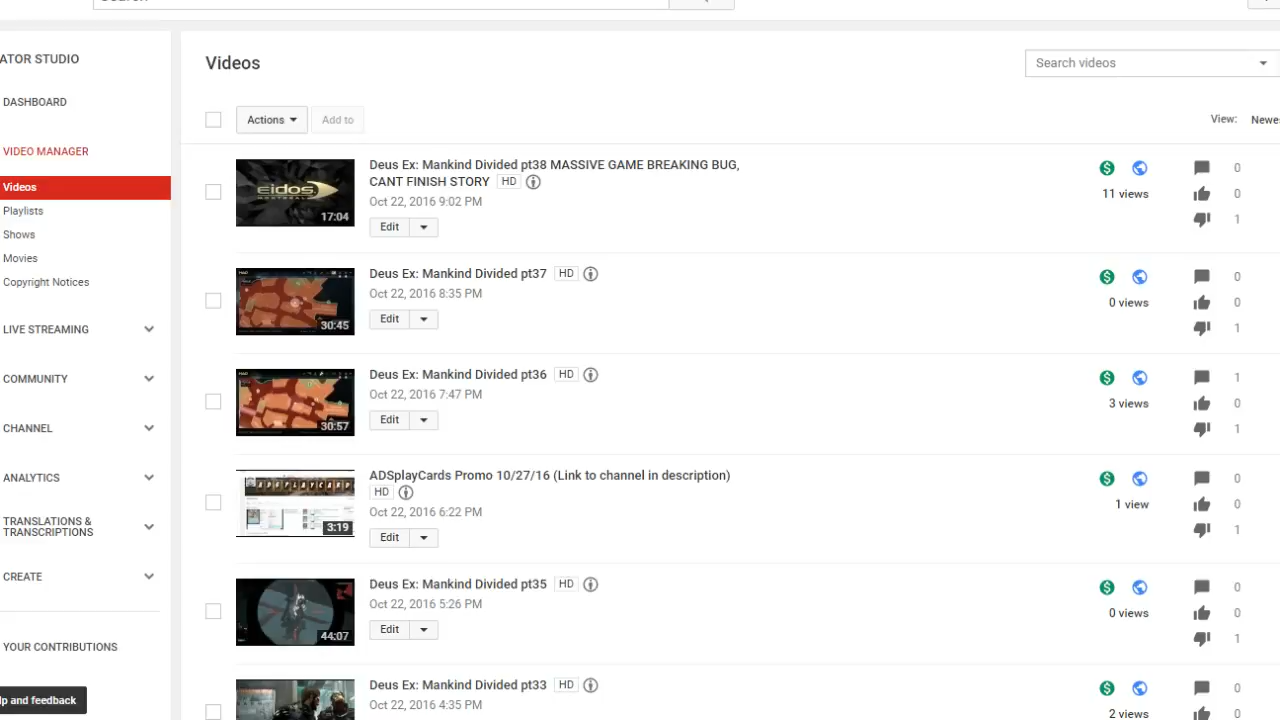 ATOR STUDIO
DASHBOARD
VIDEO MANAGER
Videos
Playlists
Shows
Movies
Copyright Notices
LIVE STREAMING
COMMUNITY
CHANNEL
ANALYTICS
TRANSLATIONS &
TRANSCRIPTIONS
CREATE
YOUR CONTRIBUTIONS
lp and feedback
Videos
Search videos
Actions Add to
View: Newes
eidos
MONTREAL
17:04
Deus Ex: Mankind Divided pt38 MASSIVE GAME BREAKING BUG,
CANT FINISH STORY HD
Oct 22, 2016 9:02 PM
Edit
11 views
0
0
1
30:45
Deus Ex: Mankind Divided pt37 HD
Oct 22, 2016 8:35 PM
Edit
0 views
0
0
1
30:57
Deus Ex: Mankind Divided pt36 HD
Oct 22, 2016 7:47 PM
Edit
3 views
1
0
1
ADSPLAYCARD
3:19
ADSplayCards Promo 10/27/16 (Link to channel in description)
HD
Oct 22, 2016 6:22 PM
Edit
1 view
0
0
1
44:07
Deus Ex: Mankind Divided pt35 HD
Oct 22, 2016 5:26 PM
Edit
0 views
0
0
1
Deus Ex: Mankind Divided pt33 HD
Oct 22, 2016 4:35 PM
2 views
0
0